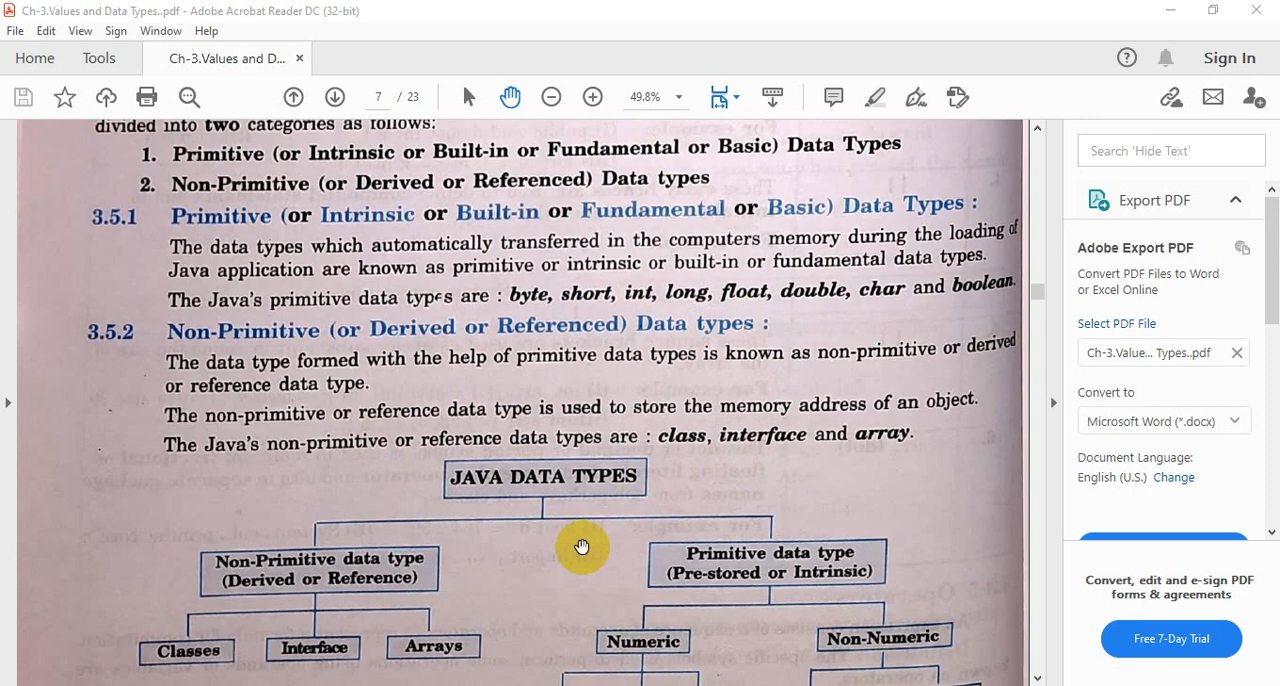 Ch-3.Values and Data Types..pdf - Adobe Acrobat Reader DC (32-bit)
File Edit View Sign Window Help
Home Tools Ch-3.Values and D... × Sign In
7 / 23 49.8%
divided into two categories as follows:
1. Primitive (or Intrinsic or Built-in or Fundamental or Basic) Data Types
2. Non-Primitive (or Derived or Referenced) Data types
3.5.1 Primitive (or Intrinsic or Built-in or Fundamental or Basic) Data Types :
The data types which automatically transferred in the computers memory during the loading of
Java application are known as primitive or intrinsic or built-in or fundamental data types.
The Java's primitive data types are : byte, short, int, long, float, double, char and boolean.
3.5.2 Non-Primitive (or Derived or Referenced) Data types :
The data type formed with the help of primitive data types is known as non-primitive or derived
or reference data type.
The non-primitive or reference data type is used to store the memory address of an object.
The Java's non-primitive or reference data types are : class, interface and array.
JAVA DATA TYPES
Non-Primitive data type
(Derived or Reference)
Primitive data type
(Pre-stored or Intrinsic)
Classes Interface Arrays Numeric Non-Numeric
Search 'Hide Text'
Export PDF
Adobe Export PDF
Convert PDF Files to Word
or Excel Online
Select PDF File
Ch-3.Value... Types..pdf
Convert to
Microsoft Word (*.docx)
Document Language:
English (U.S.) Change
Convert, edit and e-sign PDF
forms & agreements
Free 7-Day Trial